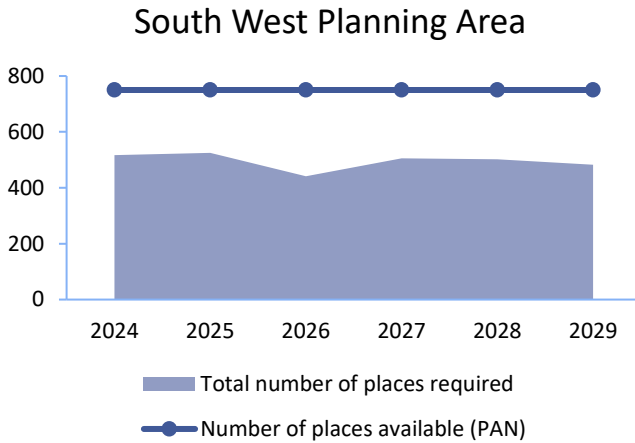 South West Planning Area
800
600
400
200
0
2024 2025 2026 2027 2028 2029
Total number of places required
Number of places available (PAN)